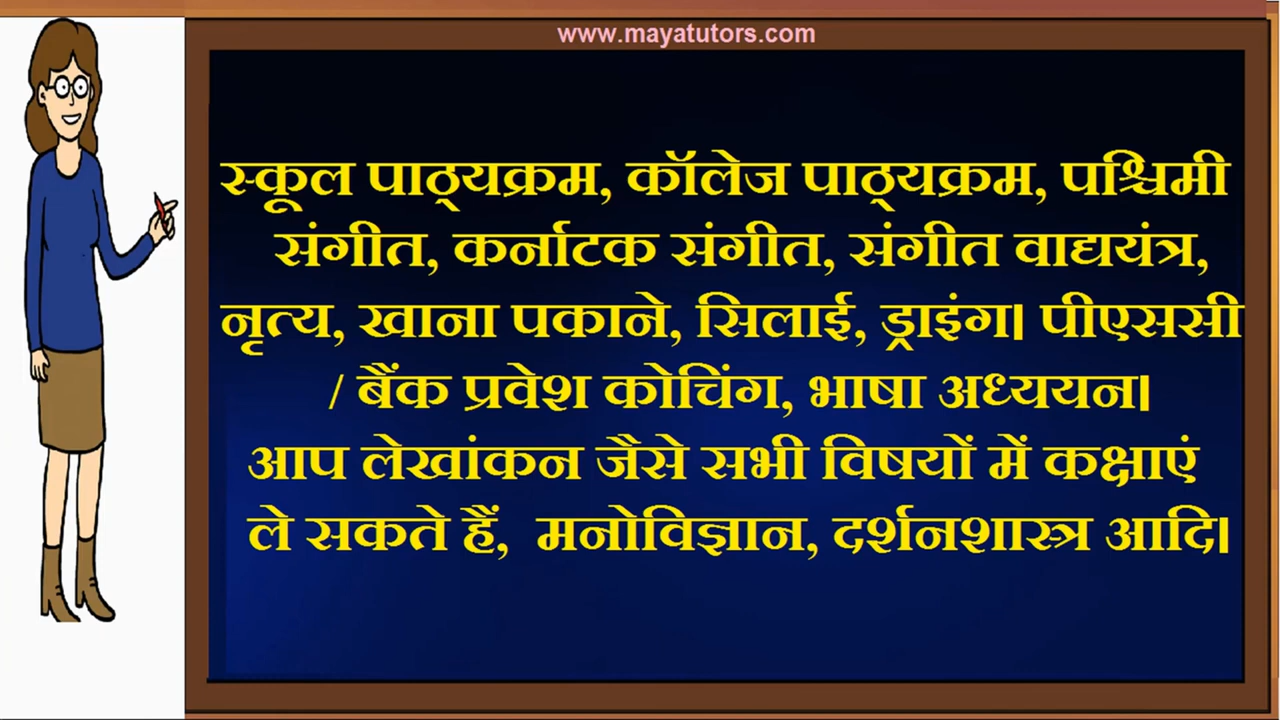 www.mayatutors.com
स्कूल पाठ्यक्रम, कॉलेज पाठ्यक्रम, पश्चिमी
संगीत, कर्नाटक संगीत, संगीत वाद्ययंत्र,
नृत्य, खाना पकाने, सिलाई, ड्राइंग। पीएससी
/ बैंक प्रवेश कोचिंग, भाषा अध्ययन।
आप लेखांकन जैसे सभी विषयों में कक्षाएं
ले सकते हैं, मनोविज्ञान, दर्शनशास्त्र आदि।